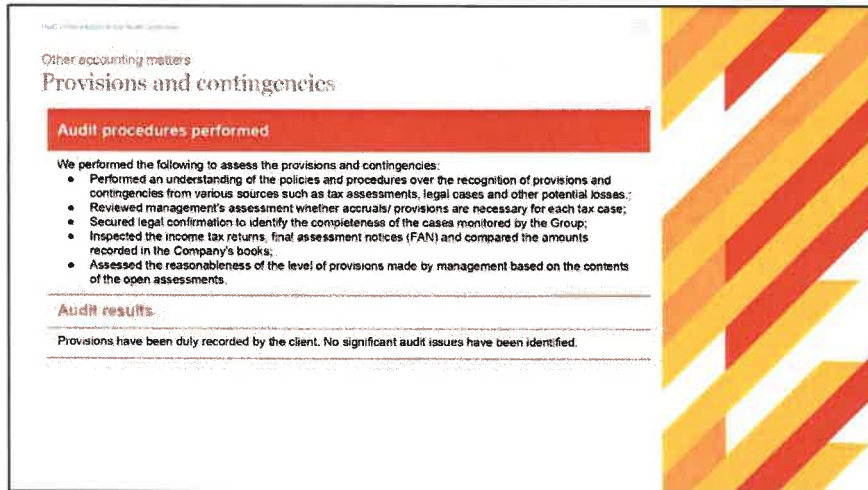 Other accounting matters
Provisions and contingencies
Audit procedures performed
We performed the following to assess the provisions and contingencies:
● Performed an understanding of the policies and procedures over the recognition of provisions and
contingencies from various sources such as tax assessments, legal cases and other potential losses.;
● Reviewed management's assessment whether accruals/ provisions are necessary for each tax case;
● Secured legal confirmation to identify the completeness of the cases monitored by the Group;
● Inspected the income tax returns, final assessment notices (FAN) and compared the amounts
recorded in the Company's books;
● Assessed the reasonableness of the level of provisions made by management based on the contents
of the open assessments.
Audit results
Provisions have been duly recorded by the client. No significant audit issues have been identified.